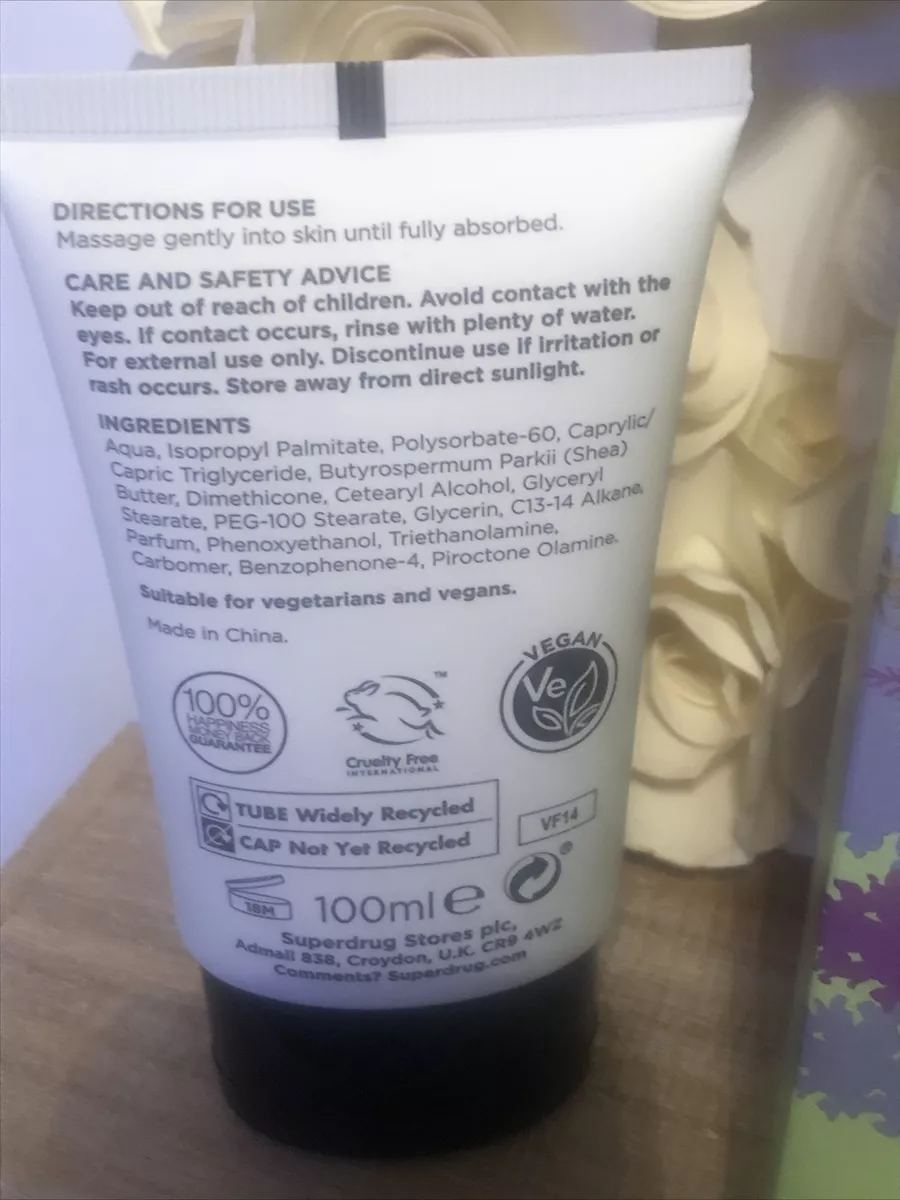 DIRECTIONS FOR USE
Massage gently into skin until fully absorbed.
CARE AND SAFETY ADVICE
Keep out of reach of children. Avoid contact with the
eyes. If contact occurs, rinse with plenty of water.
For external use only. Discontinue use if irritation or
rash occurs. Store away from direct sunlight.
INGREDIENTS
Aqua, Isopropyl Palmitate, Polysorbate-60, Caprylic/
Capric Triglyceride, Butyrospermum Parkii (Shea)
Butter, Dimethicone, Cetearyl Alcohol, Glyceryl
Stearate, PEG-100 Stearate, Glycerin, C13-14 Alkane,
Parfum, Phenoxyethanol, Triethanolamine,
Carbomer, Benzophenone-4, Piroctone Olamine.
Suitable for vegetarians and vegans.
Made in China.
100%
HAPPINESS
MONEY BACK
GUARANTEE
TM
Cruelty Free
INTERNATIONAL
VEGAN
Ve
TUBE Widely Recycled
CAP Not Yet Recycled
VF14
18M
100ml e
®
Superdrug Stores plc,
Admail 838, Croydon, U.K. CR9 4WZ
Comments? Superdrug.com